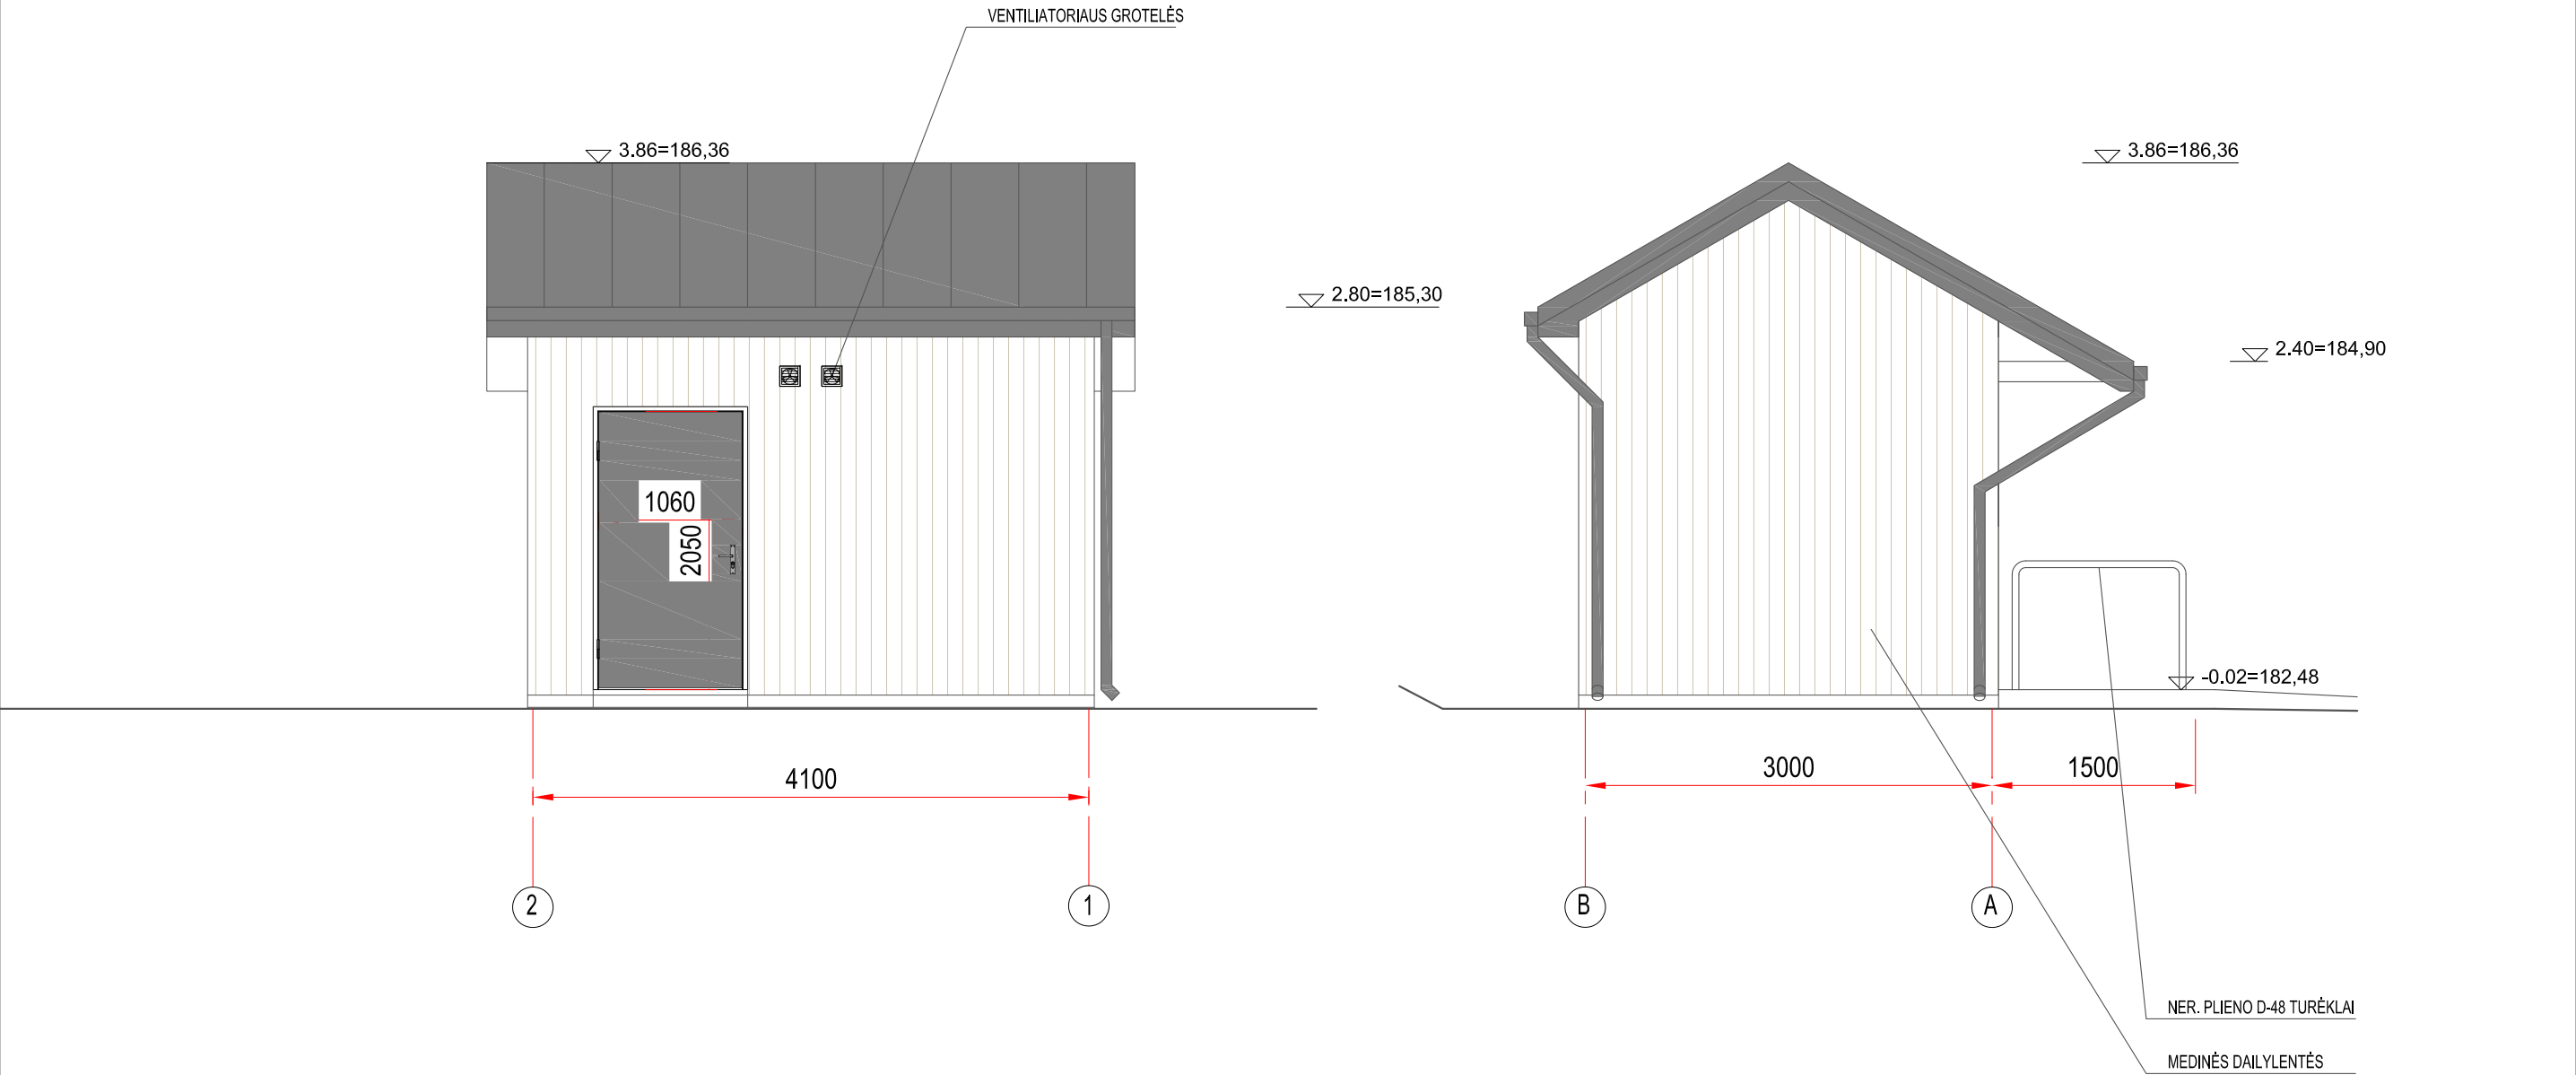 VENTILIATORIAUS GROTELĖS
3.86=186,36
3.86=186,36
2.80=185,30
2.40=184,90
1060
2050
-0.02=182,48
4100
3000
1500
2
1
B
A
NER. PLIENO D-48 TURĖKLAI
MEDINĖS DAILYLENTĖS